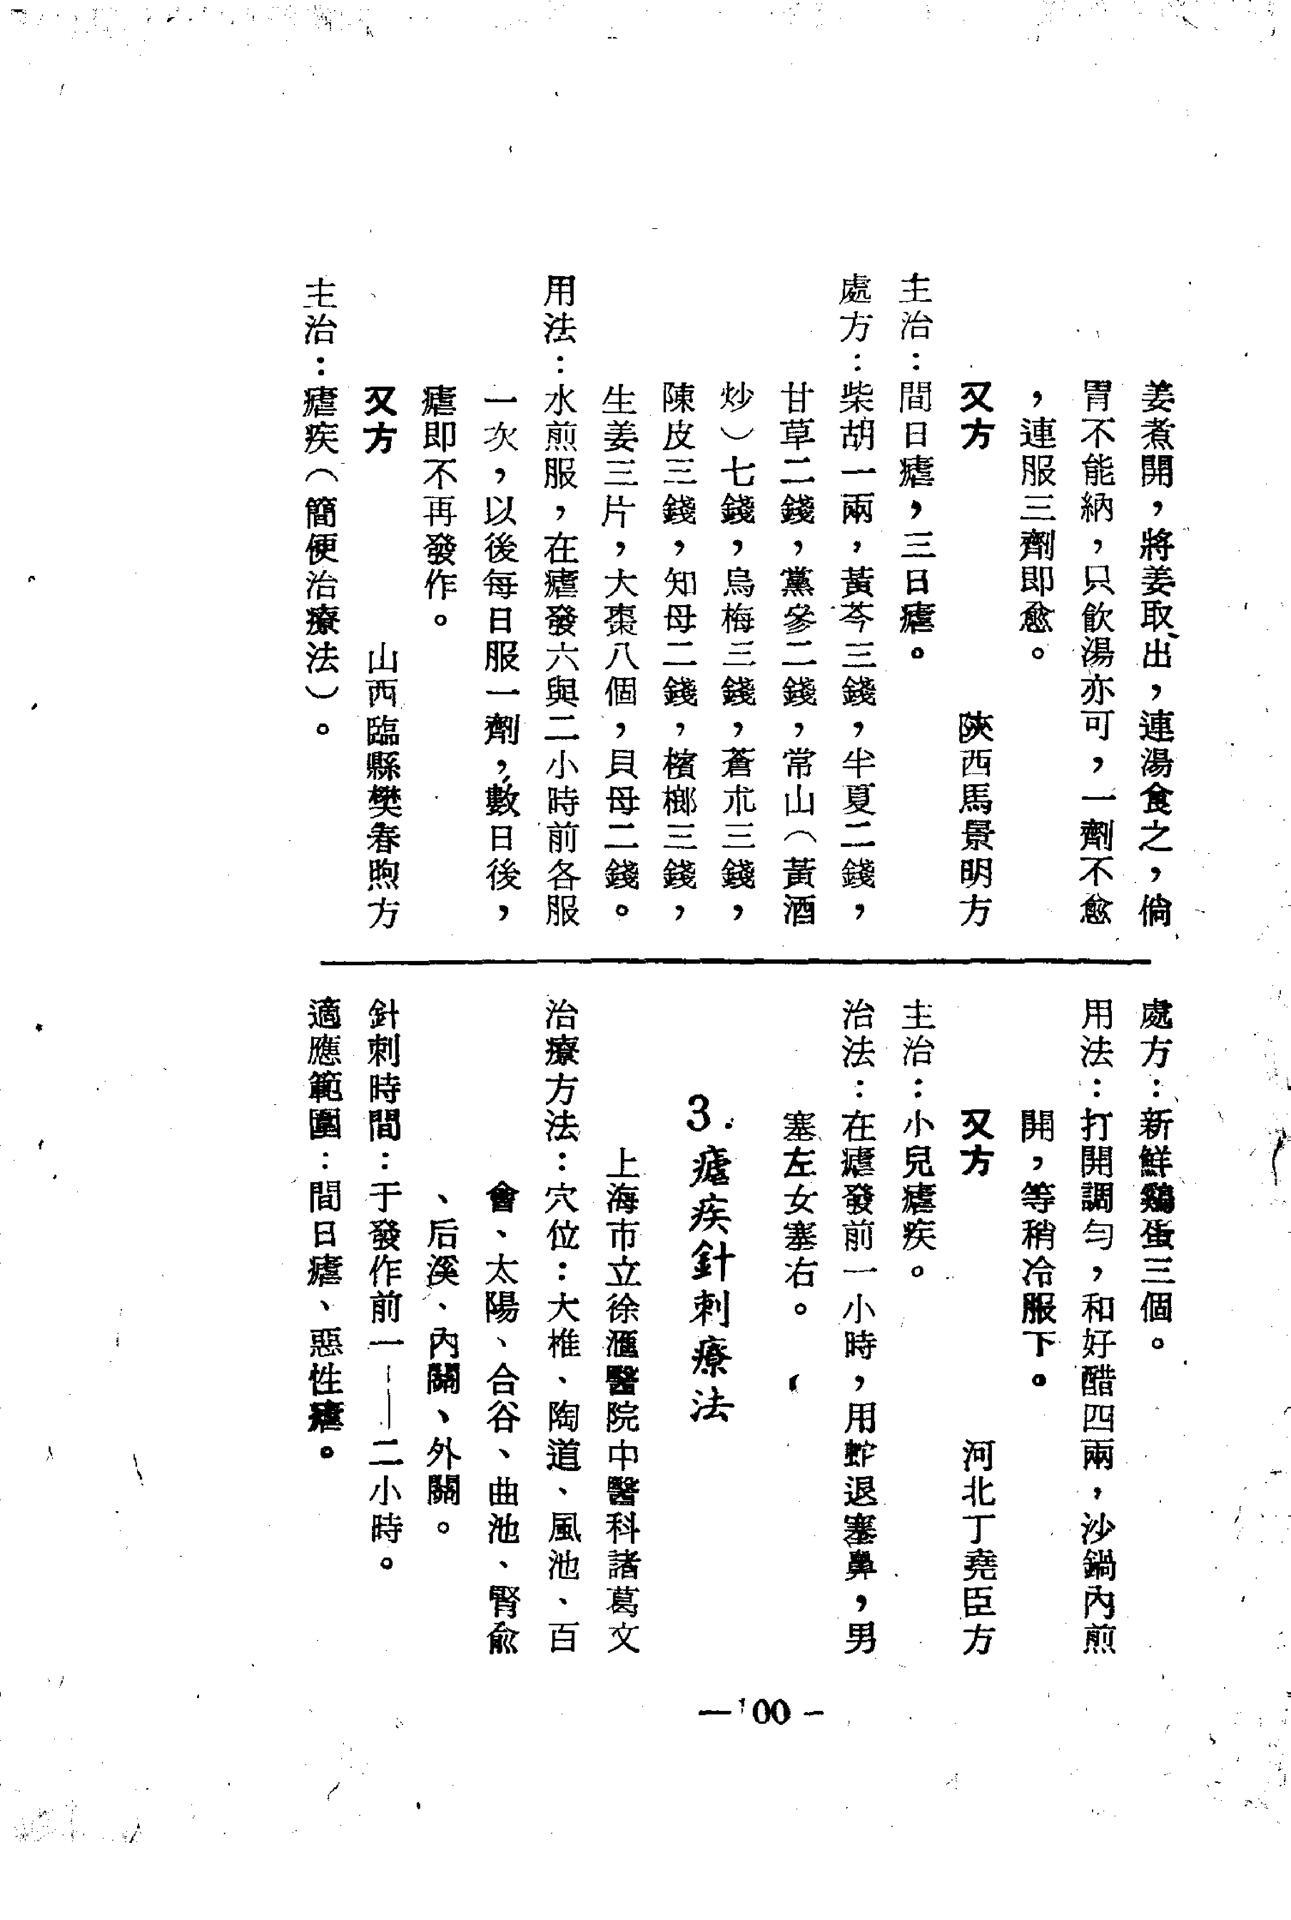 姜煮開，將姜取出，連湯食之，倘
胃不能納，只飲湯亦可，一劑不愈
，連服三劑即愈。
又方　陝西馬景明方
主治：間日瘧，三日瘧。
處方：柴胡一兩，黃芩三錢，半夏二錢，
甘草二錢，黨參二錢，常山（黃酒
炒）七錢，烏梅三錢，蒼朮三錢，
陳皮三錢，知母二錢，檳榔三錢，
生姜三片，大棗八個，貝母二錢。
用法：水煎服，在瘧發六與二小時前各服
一次，以後每日服一劑，數日後，
瘧即不再發作。
又方　山西臨縣樊春煦方
主治：瘧疾（簡便治療法）。
處方：新鮮鷄蛋三個。
用法：打開調勻，和好醋四兩，沙鍋內煎
開，等稍冷服下。
又方　河北丁堯臣方
主治：小兒瘧疾。
治法：在瘧發前一小時，用蛇退塞鼻，男
塞左女塞右。
3.瘧疾針刺療法
上海市立徐滙醫院中醫科諸葛文
治療方法：穴位：大椎、陶道、風池、百
會、太陽、合谷、曲池、腎俞
、后溪、內關、外關。
針刺時間：于發作前一——二小時。
適應範圍：間日瘧、惡性瘧。
—100-